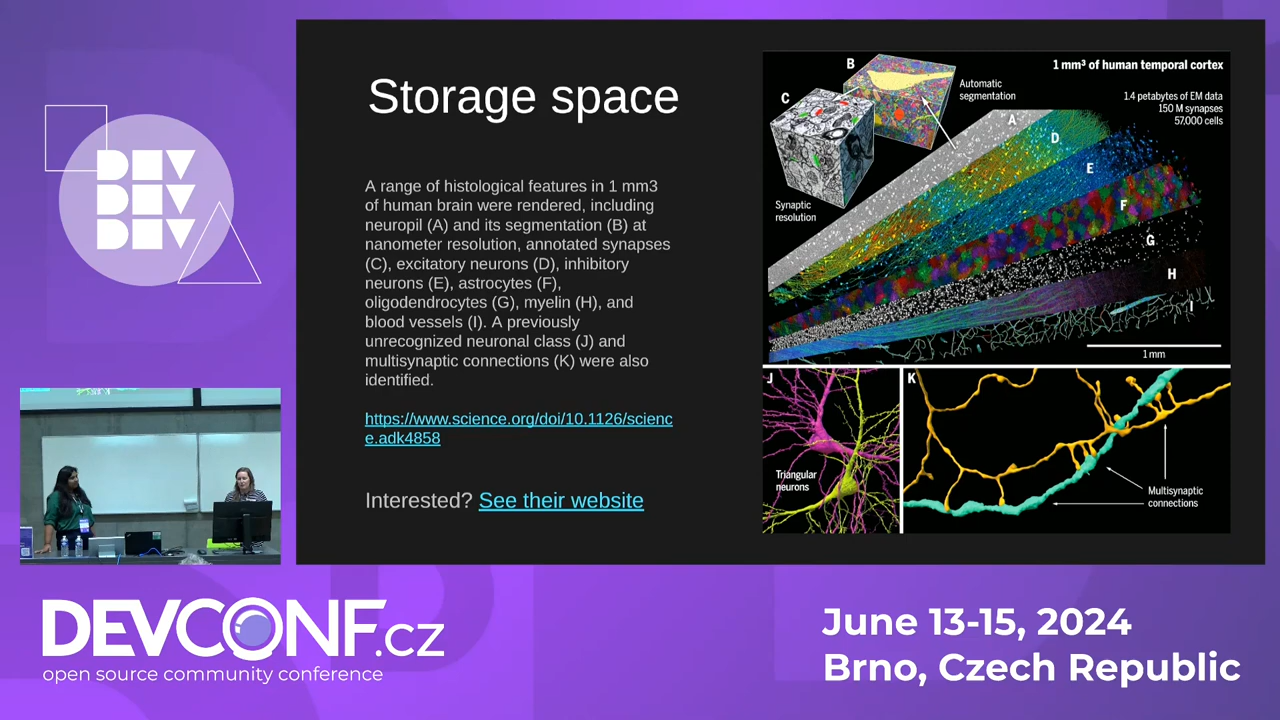 DEV
DEV
DEV
Storage space
A range of histological features in 1 mm3
of human brain were rendered, including
neuropil (A) and its segmentation (B) at
nanometer resolution, annotated synapses
(C), excitatory neurons (D), inhibitory
neurons (E), astrocytes (F),
oligodendrocytes (G), myelin (H), and
blood vessels (I). A previously
unrecognized neuronal class (J) and
multisynaptic connections (K) were also
identified.
https://www.science.org/doi/10.1126/scienc
e.adk4858
Interested? See their website
1 mm³ of human temporal cortex
1.4 petabytes of EM data
150 M synapses
57,000 cells
B
Automatic
segmentation
C
Synaptic
resolution
A
D
E
F
G
H
I
1 mm
J
Triangular
neurons
K
Multisynaptic
connections
DEVCONF.cz
open source community conference
June 13-15, 2024
Brno, Czech Republic